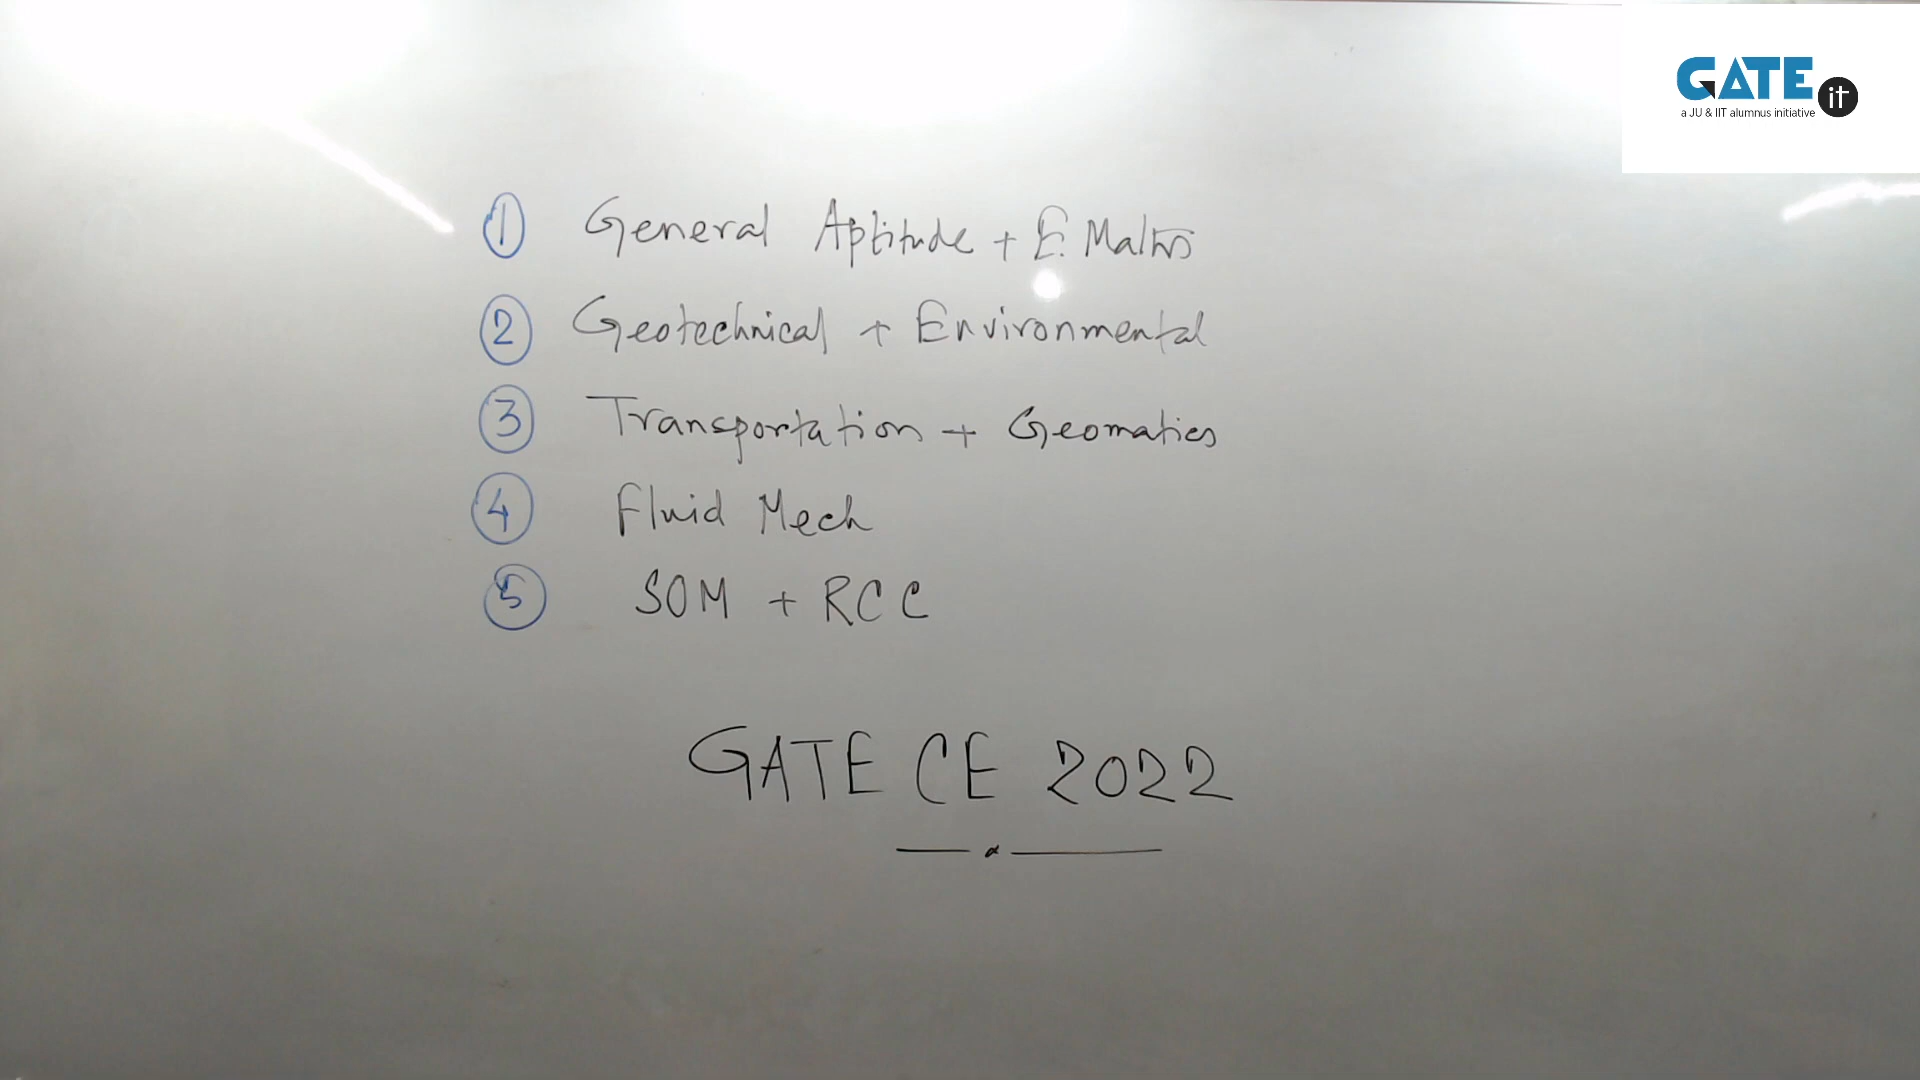 GATE it
a JU & IIT alumnus initiative
1 General Aptitude + E. Maths
2 Geotechnical + Environmental
3 Transportation + Geomatics
4 Fluid Mech
5 SOM + RCC
GATE CE 2022